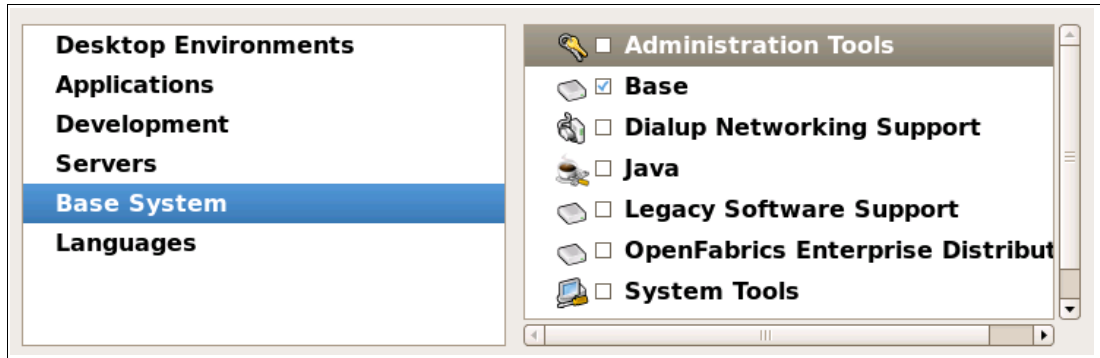 Desktop Environments
Applications
Development
Servers
Base System
Languages
Administration Tools
Base
Dialup Networking Support
Java
Legacy Software Support
OpenFabrics Enterprise Distribut
System Tools